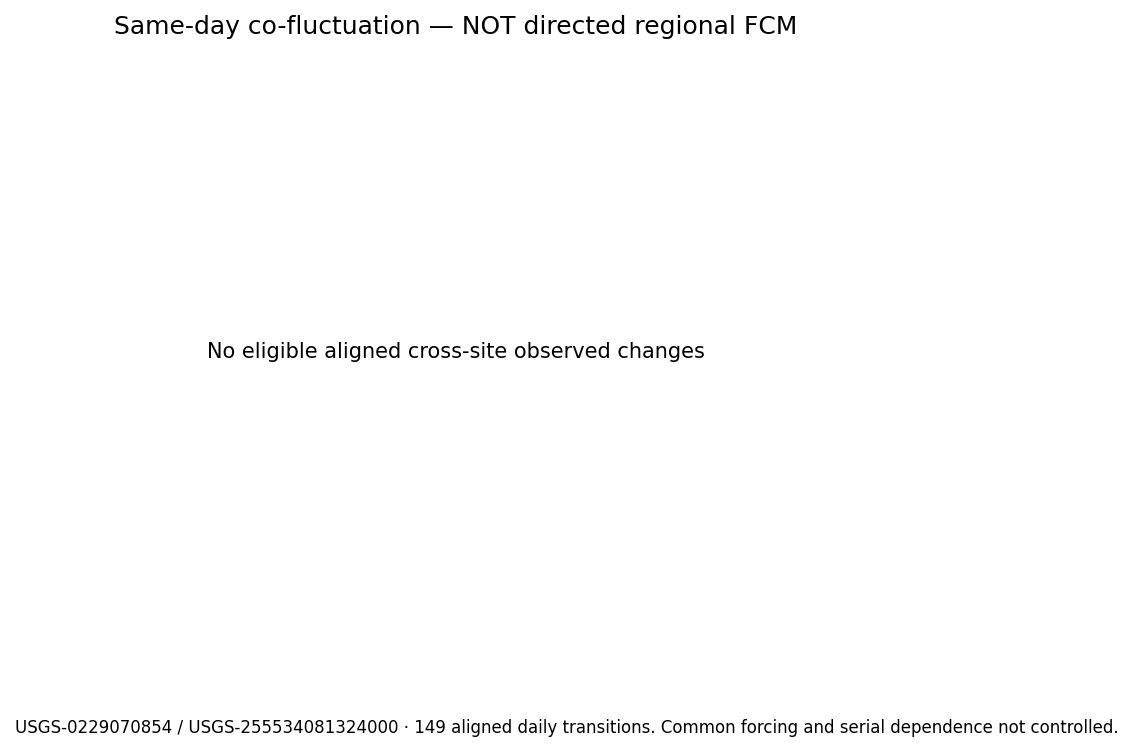 Same-day co-fluctuation — NOT directed regional FCM
No eligible aligned cross-site observed changes
USGS-0229070854 / USGS-255534081324000 · 149 aligned daily transitions. Common forcing and serial dependence not controlled.